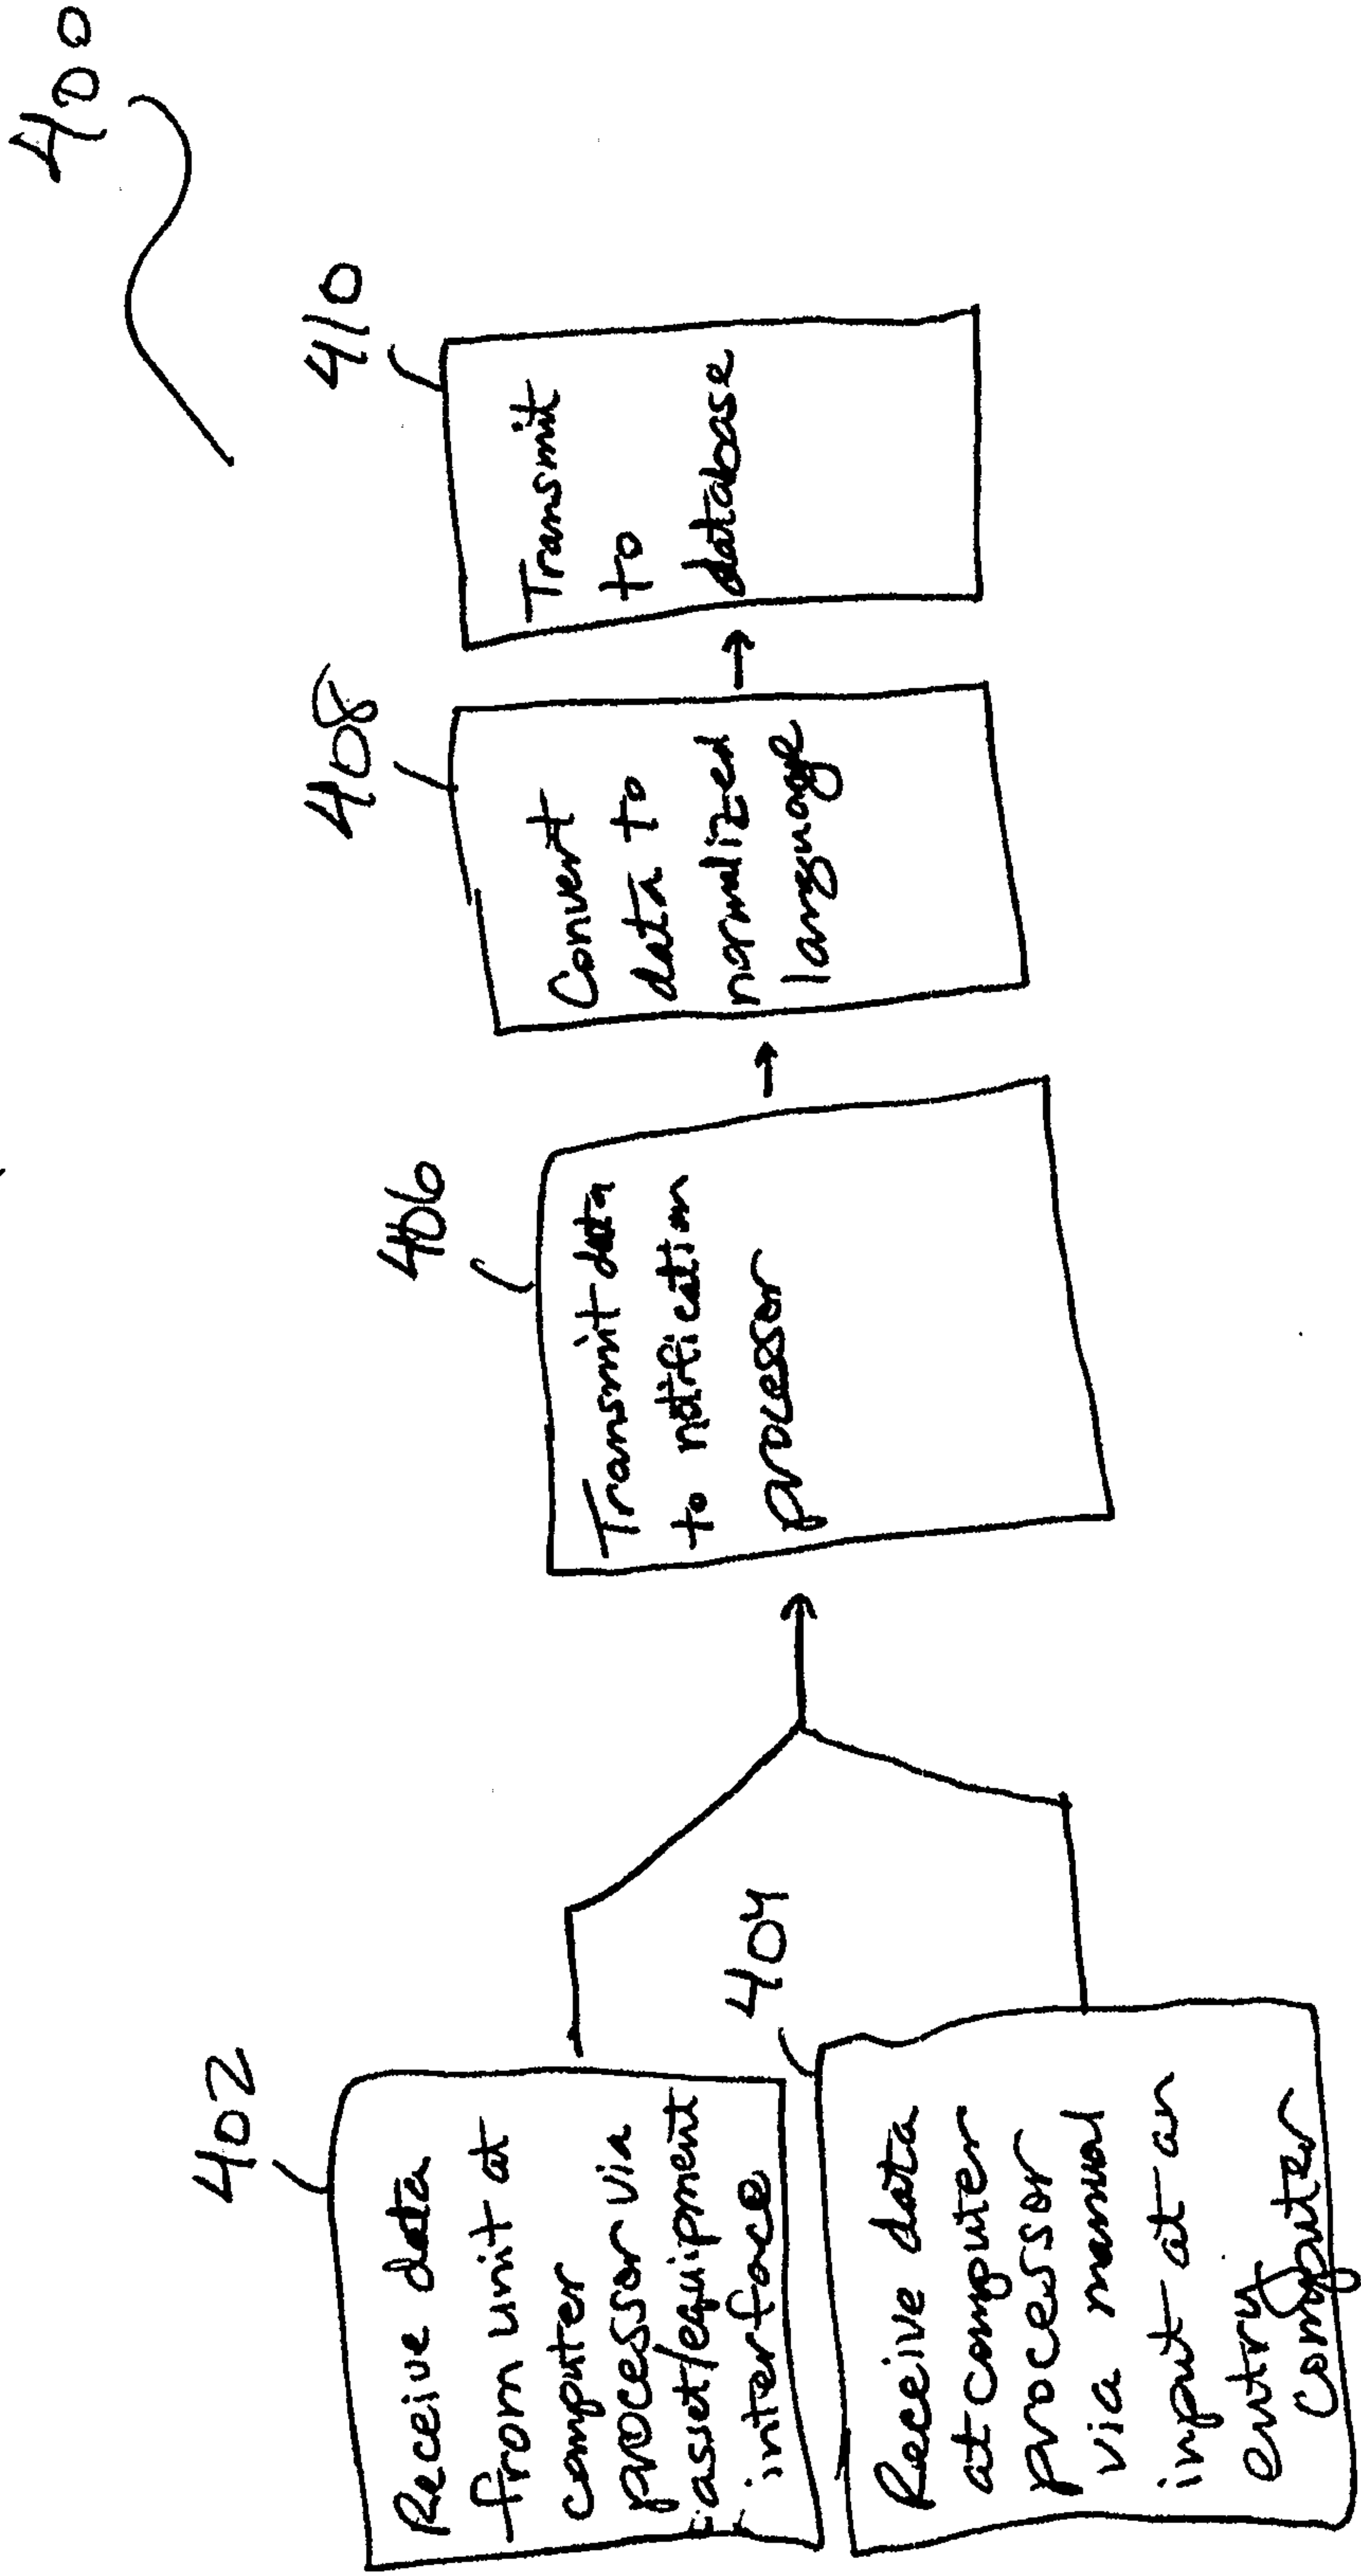 400
402
Receive data
from unit at
computer
processor via
asset/equipment
interface
404
Receive data
at computer
processor
via manual
input at an
entry
computer
406
Transmit data
to notification
processor
408
Convert
data to
normalized
language
410
Transmit
to
database